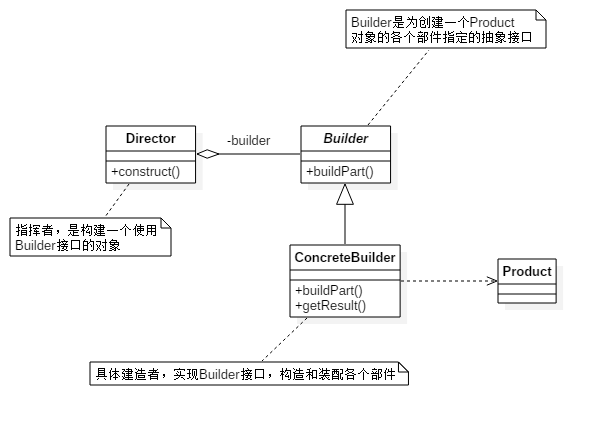 Builder是为创建一个Product
对象的各个部件指定的抽象接口
Director
-builder
Builder
+construct()
+buildPart()
指挥者，是构建一个使用
Builder接口的对象
ConcreteBuilder
Product
+buildPart()
+getResult()
具体建造者，实现Builder接口，构造和装配各个部件